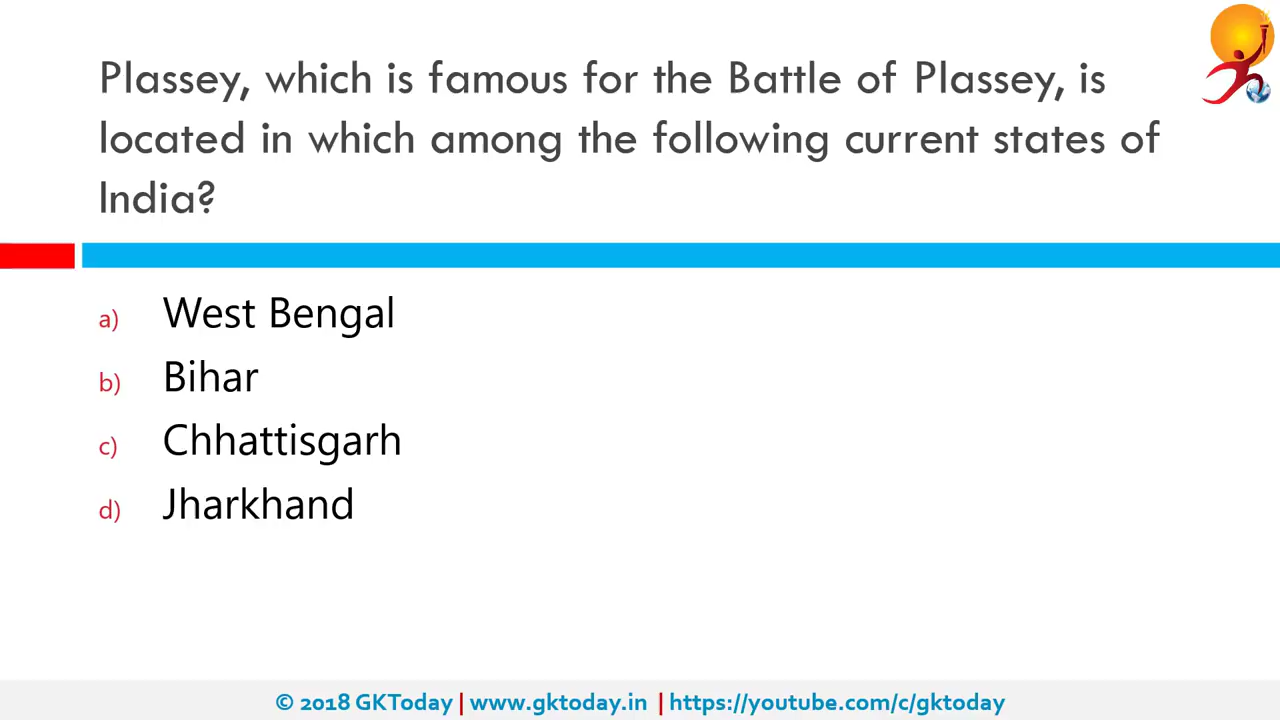 Plassey, which is famous for the Battle of Plassey, is
located in which among the following current states of
India?
a) West Bengal
b) Bihar
c) Chhattisgarh
d) Jharkhand
© 2018 GKToday | www.gktoday.in | https://youtube.com/c/gktoday